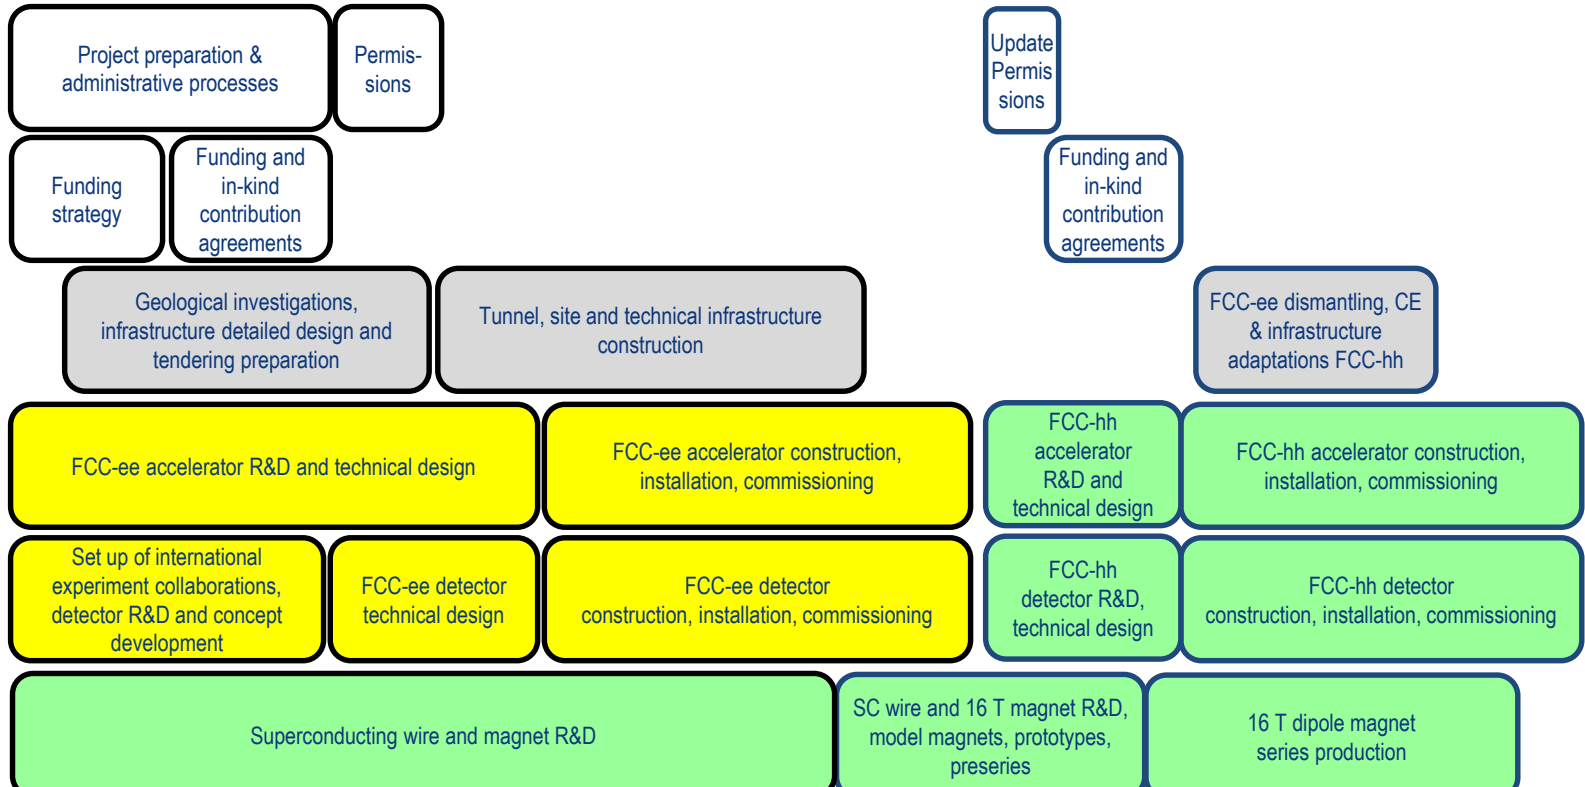 Project preparation &
administrative processes
Permis-
sions
Update
Permis
sions
Funding
strategy
Funding and
in-kind
contribution
agreements
Funding and
in-kind
contribution
agreements
Geological investigations,
infrastructure detailed design and
tendering preparation
Tunnel, site and technical infrastructure
construction
FCC-ee dismantling, CE
& infrastructure
adaptations FCC-hh
FCC-ee accelerator R&D and technical design
FCC-ee accelerator construction,
installation, commissioning
FCC-hh
accelerator
R&D and
technical design
FCC-hh accelerator construction,
installation, commissioning
Set up of international
experiment collaborations,
detector R&D and concept
development
FCC-ee detector
technical design
FCC-ee detector
construction, installation, commissioning
FCC-hh
detector R&D,
technical design
FCC-hh detector
construction, installation, commissioning
Superconducting wire and magnet R&D
SC wire and 16 T magnet R&D,
model magnets, prototypes,
preseries
16 T dipole magnet
series production